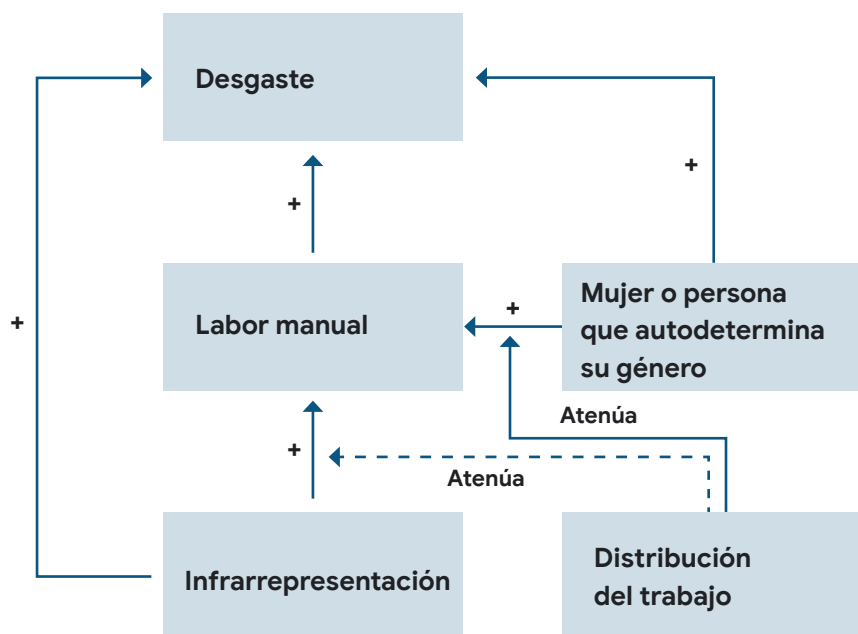 Desgaste
+
+
+
Labor manual
+
Mujer o persona
que autodetermina
su género
Atenúa
+
Atenúa
Infrarrepresentación
Distribución
del trabajo